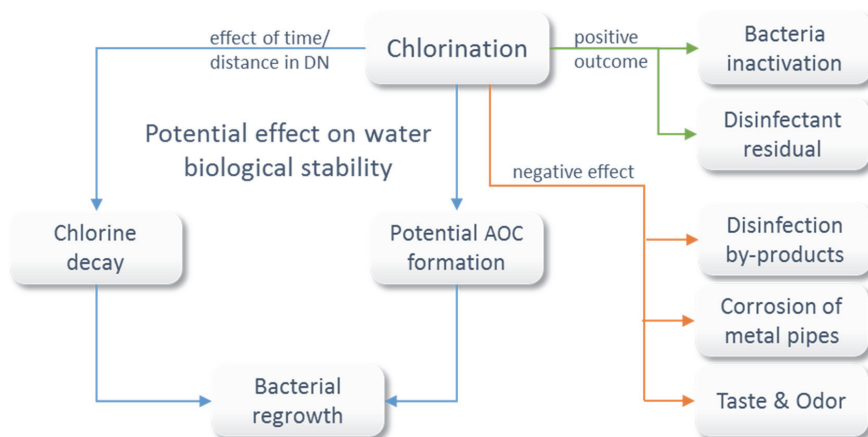 effect of time/
distance in DN
Chlorination
positive
outcome
Bacteria
inactivation
Disinfectant
residual
Potential effect on water
biological stability
negative effect
Chlorine
decay
Potential AOC
formation
Disinfection
by-products
Corrosion of
metal pipes
Bacterial
regrowth
Taste & Odor